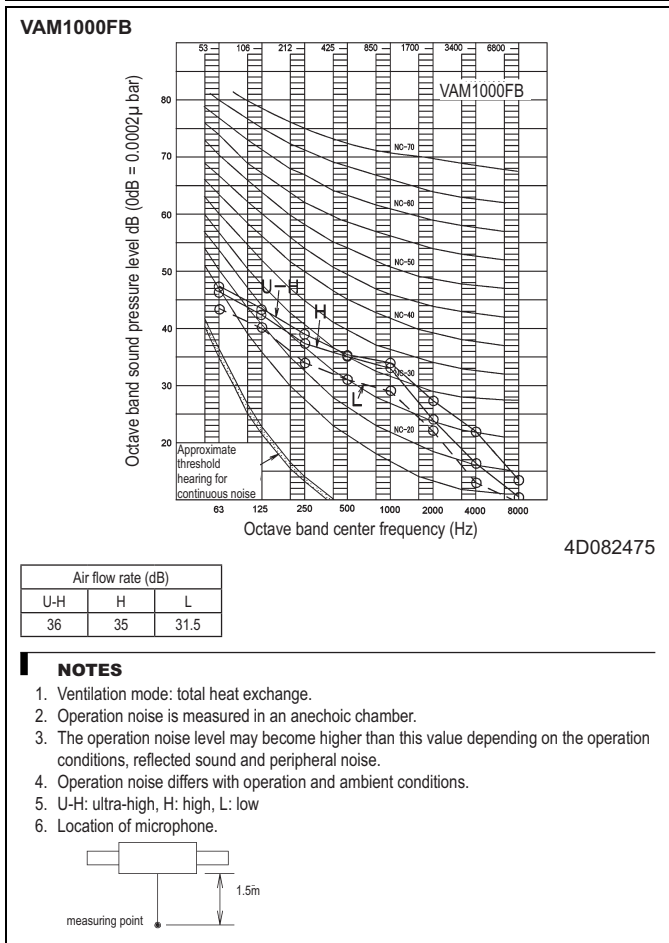 VAM1000FB
53 106 212 425 850 1700 3400 6800
VAM1000FB
Octave band sound pressure level dB (0dB = 0.0002µ bar)
80
70
60
50
40
30
20
NC-70
NC-60
NC-50
NC-40
NC-30
NC-20
U-H
H
L
Approximate
threshold
hearing for
continuous noise
63 125 250 500 1000 2000 4000 8000
Octave band center frequency (Hz)
4D082475
Air flow rate (dB)
U-H H L
36 35 31.5
NOTES
1. Ventilation mode: total heat exchange.
2. Operation noise is measured in an anechoic chamber.
3. The operation noise level may become higher than this value depending on the operation
conditions, reflected sound and peripheral noise.
4. Operation noise differs with operation and ambient conditions.
5. U-H: ultra-high, H: high, L: low
6. Location of microphone.
1.5m
measuring point